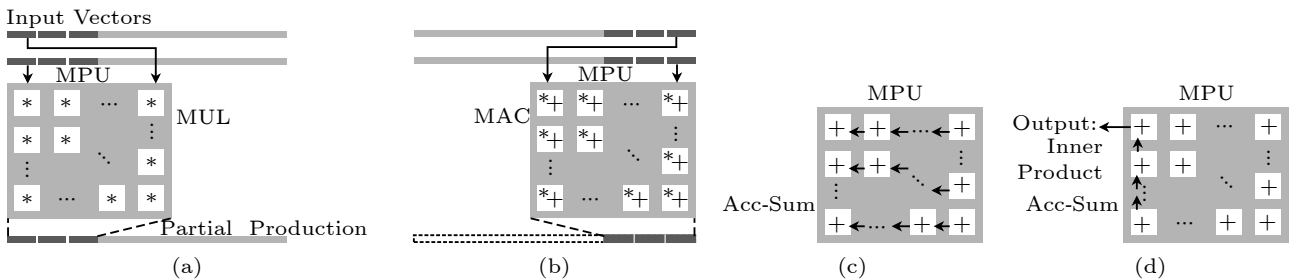 Input Vectors
MPU
* * ... *
MUL
* *
*
* ... * *
Partial Production
(a)
MPU
*+ *+ ... *+
MAC
*+ *+
*+
*+ ... *+ *+
(b)
MPU
+ + ... +
+ +
+
Acc-Sum
+ ... + +
(c)
MPU
Output:
+ + ... +
Inner
Product
+ +
+
Acc-Sum
+ ... + +
(d)